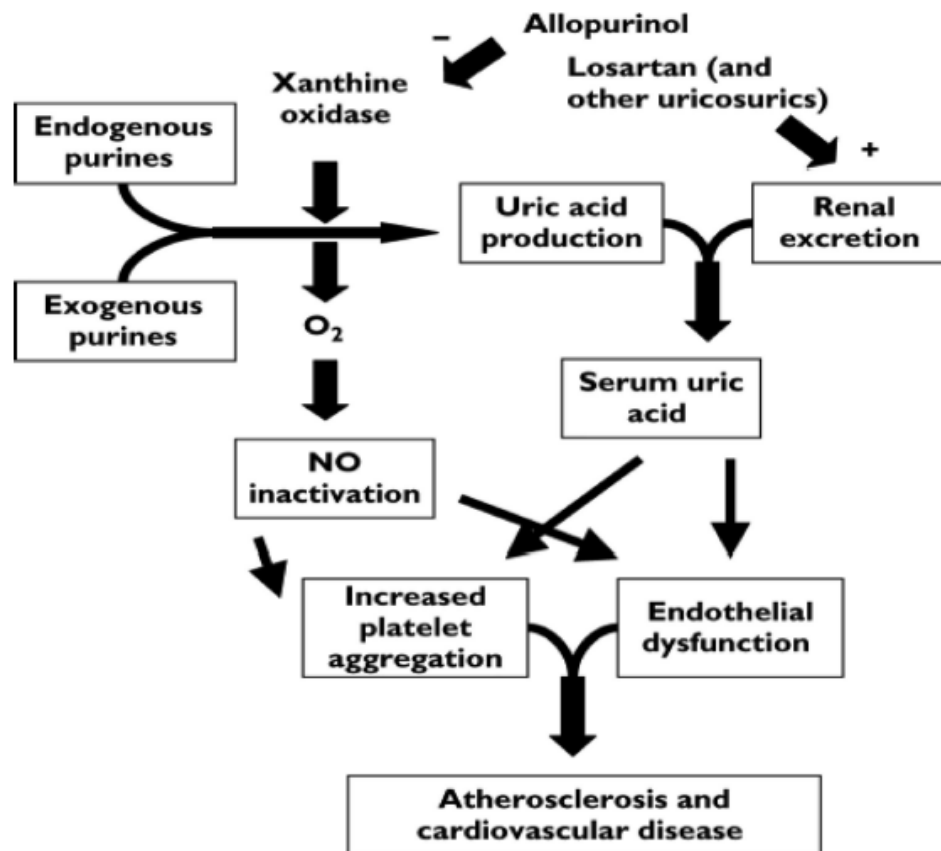 Allopurinol
–
Losartan (and
other uricosurics)
+
Xanthine
oxidase
Endogenous
purines
Exogenous
purines
Uric acid
production
Renal
excretion
O₂
Serum uric
acid
NO
inactivation
Increased
platelet
aggregation
Endothelial
dysfunction
Atherosclerosis and
cardiovascular disease